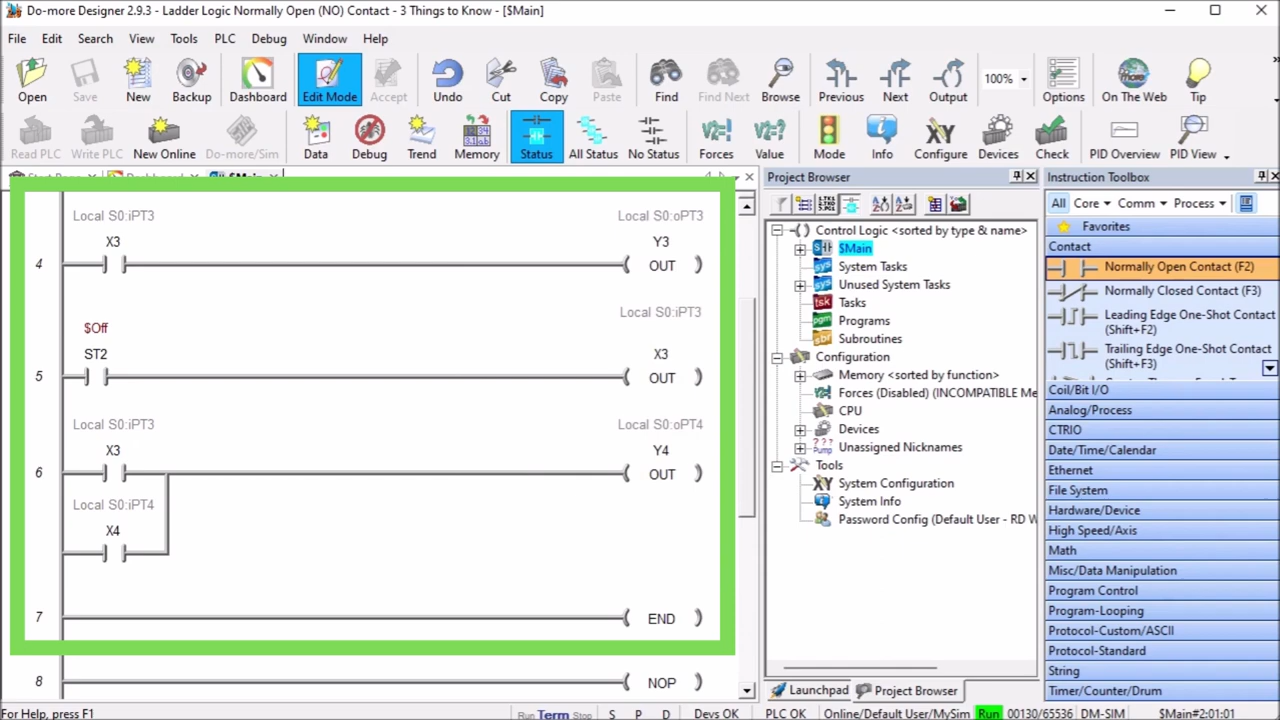 Do-more Designer 2.9.3 - Ladder Logic Normally Open (NO) Contact - 3 Things to Know - [$Main]
File Edit Search View Tools PLC Debug Window Help
Open Save New Backup Dashboard Edit Mode Accept Undo Cut Copy Paste Find Find Next Browse Previous Next Output 100% Options On The Web Tip
Read PLC Write PLC New Online Do-more/Sim Data Debug Trend Memory Status All Status No Status Forces Value Mode Info Configure Devices Check PID Overview PID View
Local S0:iPT3 Local S0:oPT3
X3 Y3
4 OUT
Local S0:iPT3
$Off
ST2 X3
5 OUT
Local S0:iPT3 Local S0:oPT4
X3 Y4
6 OUT
Local S0:iPT4
X4
7 END
8 NOP
Project Browser
Control Logic <sorted by type & name>
$Main
System Tasks
Unused System Tasks
Tasks
Programs
Subroutines
Configuration
Memory <sorted by function>
Forces (Disabled) (INCOMPATIBLE Me
CPU
Devices
Unassigned Nicknames
Tools
System Configuration
System Info
Password Config (Default User - RD W
Launchpad Project Browser
Instruction Toolbox
All Core Comm Process
Favorites
Contact
Normally Open Contact (F2)
Normally Closed Contact (F3)
Leading Edge One-Shot Contact
(Shift+F2)
Trailing Edge One-Shot Contact
(Shift+F3)
Coil/Bit I/O
Analog/Process
CTRIO
Date/Time/Calendar
Ethernet
File System
Hardware/Device
High Speed/Axis
Math
Misc/Data Manipulation
Program Control
Program-Looping
Protocol-Custom/ASCII
Protocol-Standard
String
Timer/Counter/Drum
For Help, press F1 Run Term Stop S P D Devs OK PLC OK Online/Default User/MySim Run 00130/65536 DM-SIM $Main#2:01:01